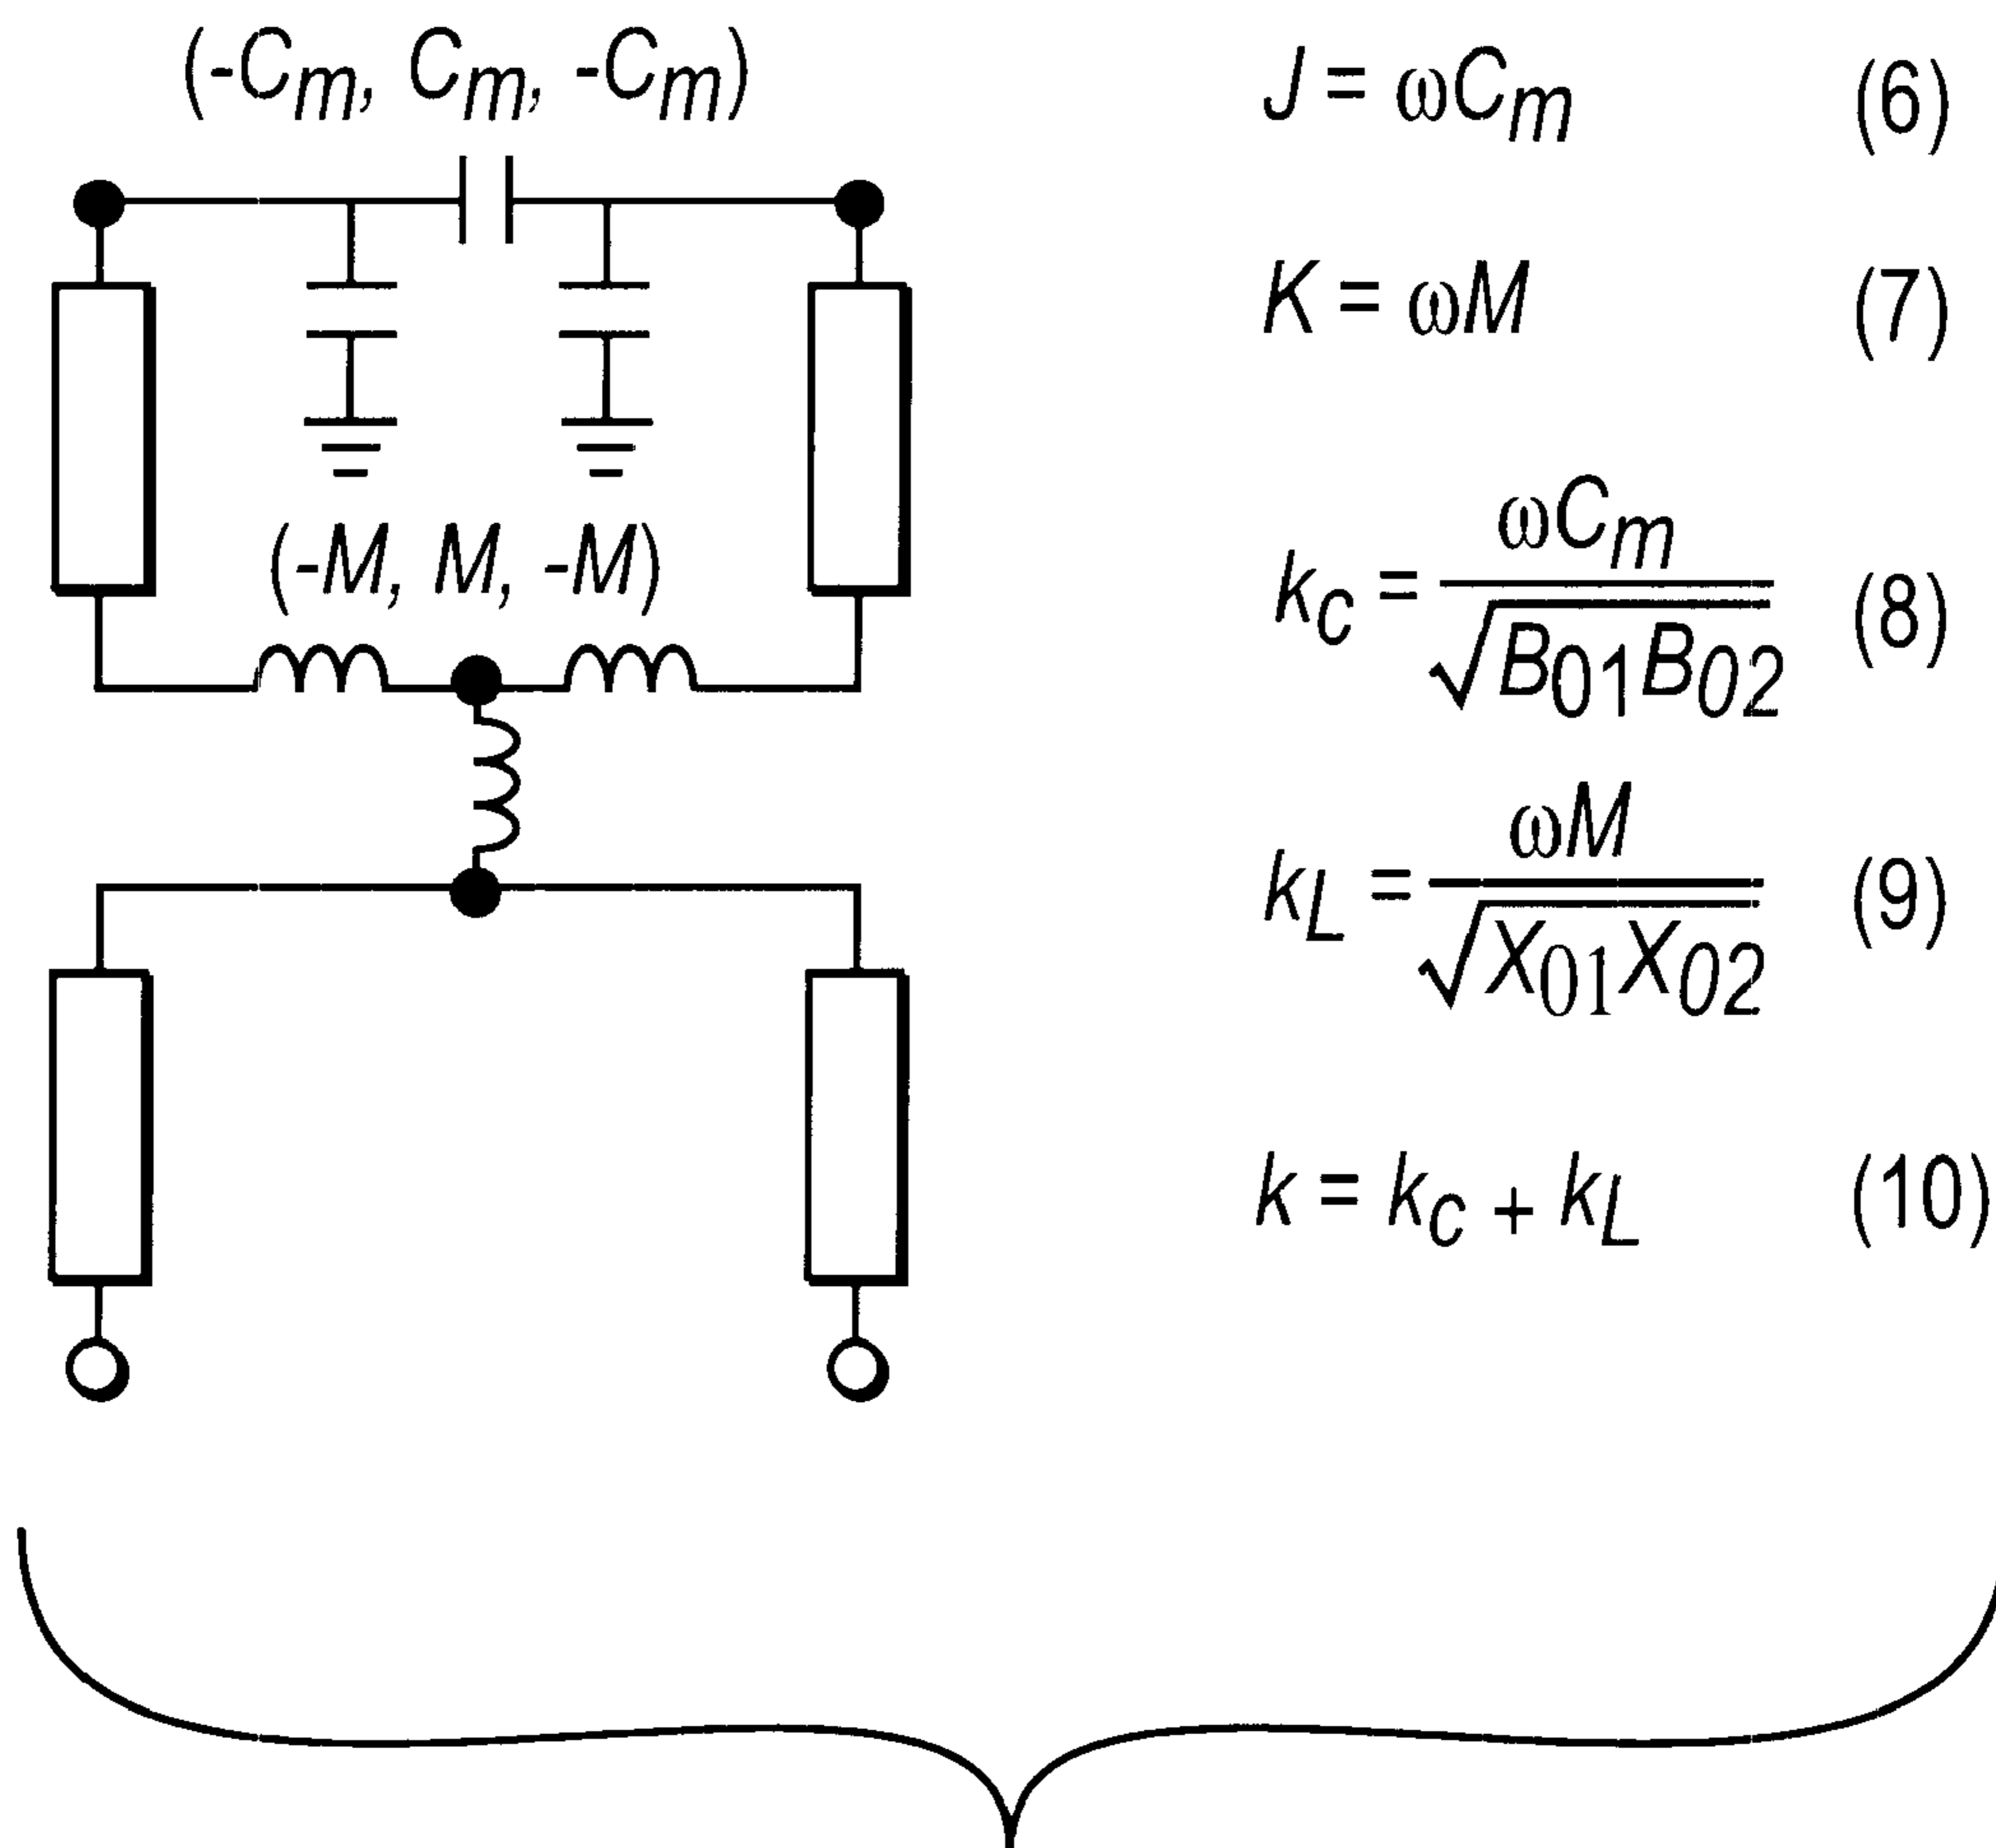 (-Cm, Cm, -Cm)
J = ωCm (6)
K = ωM (7)
(-M, M, -M)
kc = ωCm / √B01B02 (8)
kL = ωM / √X01X02 (9)
k = kc + kL (10)